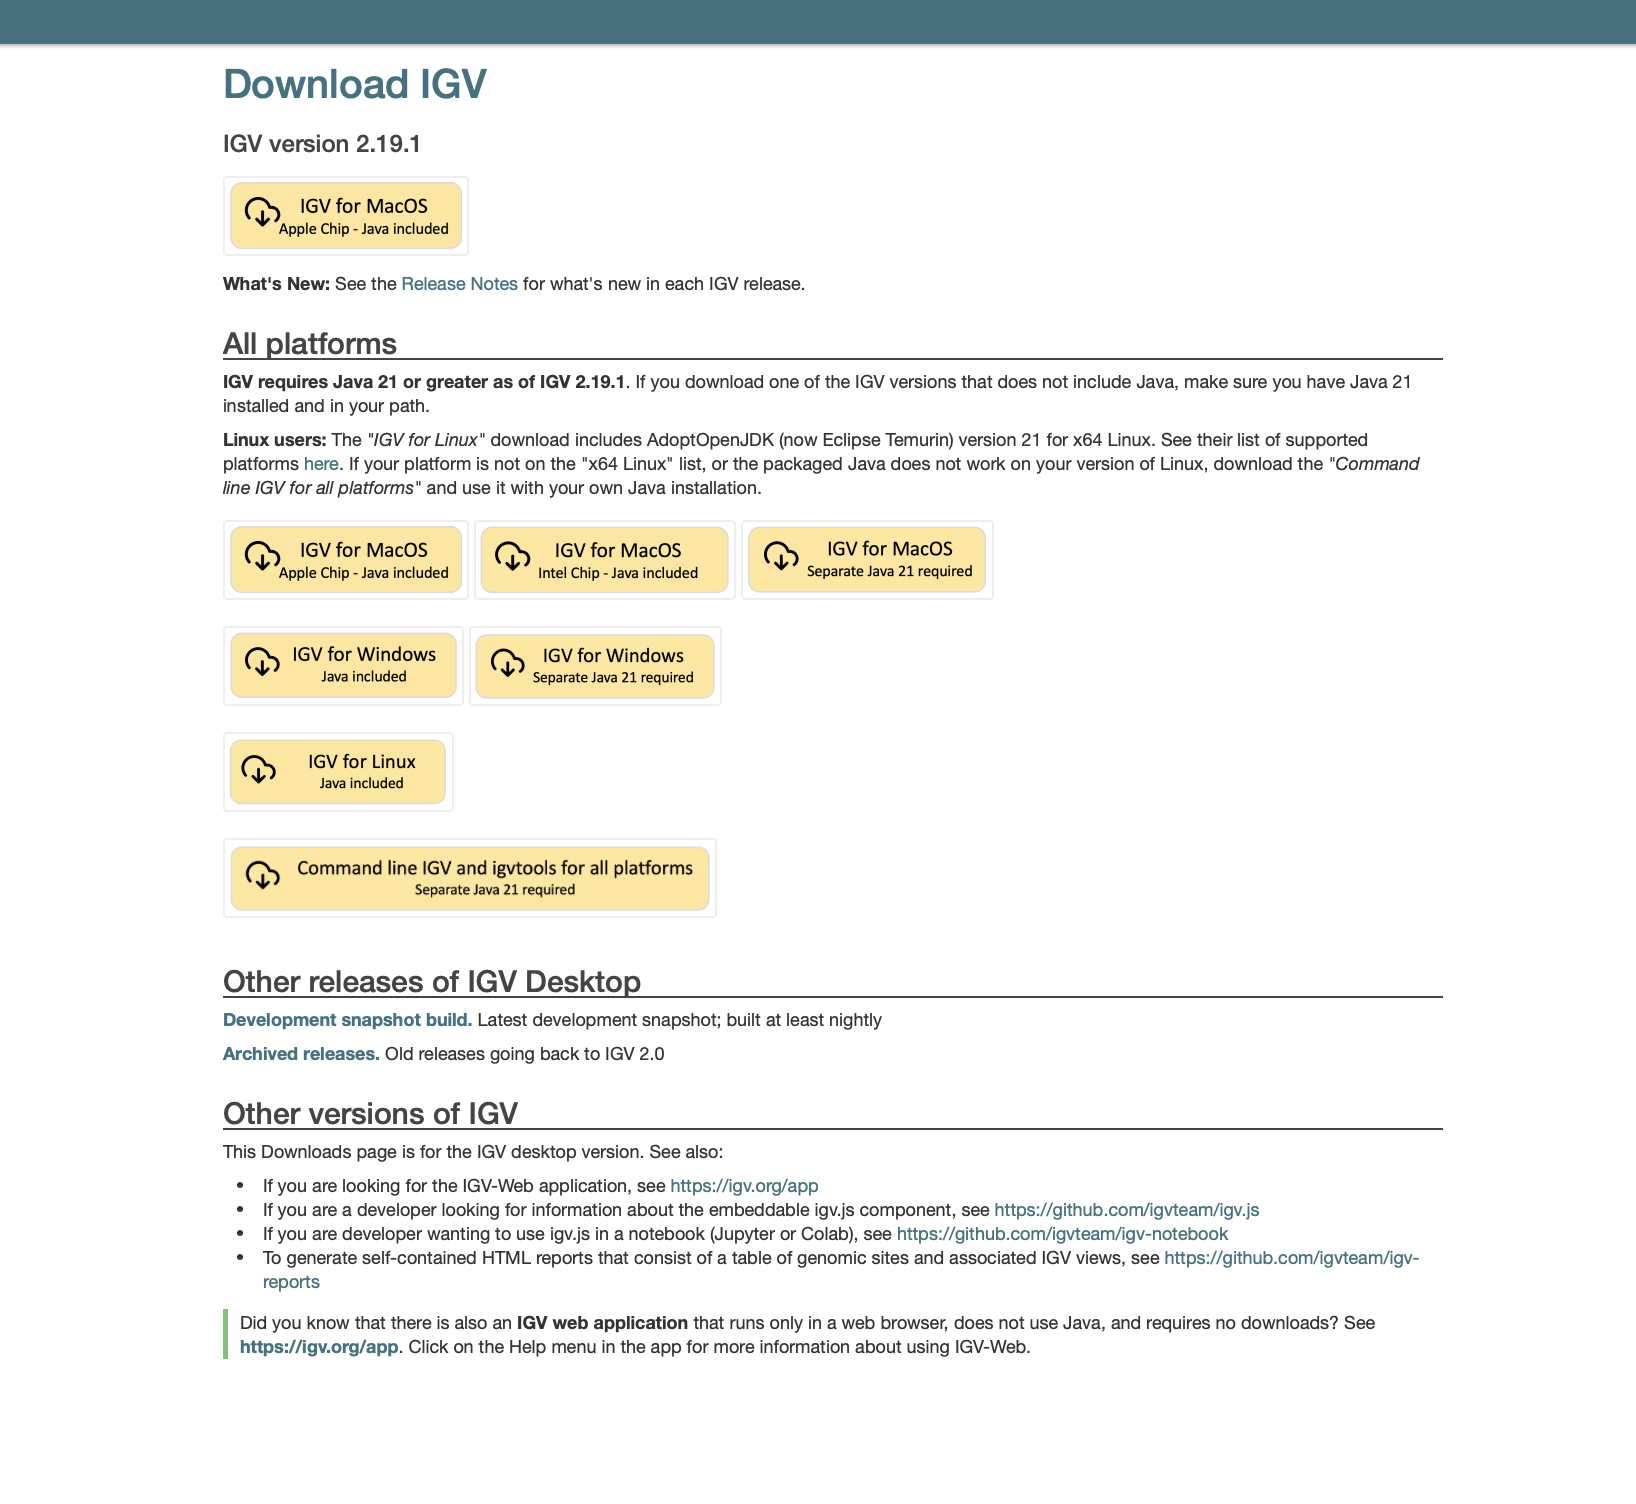 Download IGV
IGV version 2.19.1
IGV for MacOS
Apple Chip - Java included
What's New: See the Release Notes for what's new in each IGV release.
All platforms
IGV requires Java 21 or greater as of IGV 2.19.1. If you download one of the IGV versions that does not include Java, make sure you have Java 21
installed and in your path.
Linux users: The "IGV for Linux" download includes AdoptOpenJDK (now Eclipse Temurin) version 21 for x64 Linux. See their list of supported
platforms here. If your platform is not on the "x64 Linux" list, or the packaged Java does not work on your version of Linux, download the "Command
line IGV for all platforms" and use it with your own Java installation.
IGV for MacOS
Apple Chip - Java included
IGV for MacOS
Intel Chip - Java included
IGV for MacOS
Separate Java 21 required
IGV for Windows
Java included
IGV for Windows
Separate Java 21 required
IGV for Linux
Java included
Command line IGV and igvtools for all platforms
Separate Java 21 required
Other releases of IGV Desktop
Development snapshot build. Latest development snapshot; built at least nightly
Archived releases. Old releases going back to IGV 2.0
Other versions of IGV
This Downloads page is for the IGV desktop version. See also:
• If you are looking for the IGV-Web application, see https://igv.org/app
• If you are a developer looking for information about the embeddable igv.js component, see https://github.com/igvteam/igv.js
• If you are developer wanting to use igv.js in a notebook (Jupyter or Colab), see https://github.com/igvteam/igv-notebook
• To generate self-contained HTML reports that consist of a table of genomic sites and associated IGV views, see https://github.com/igvteam/igv-
reports
Did you know that there is also an IGV web application that runs only in a web browser, does not use Java, and requires no downloads? See
https://igv.org/app. Click on the Help menu in the app for more information about using IGV-Web.